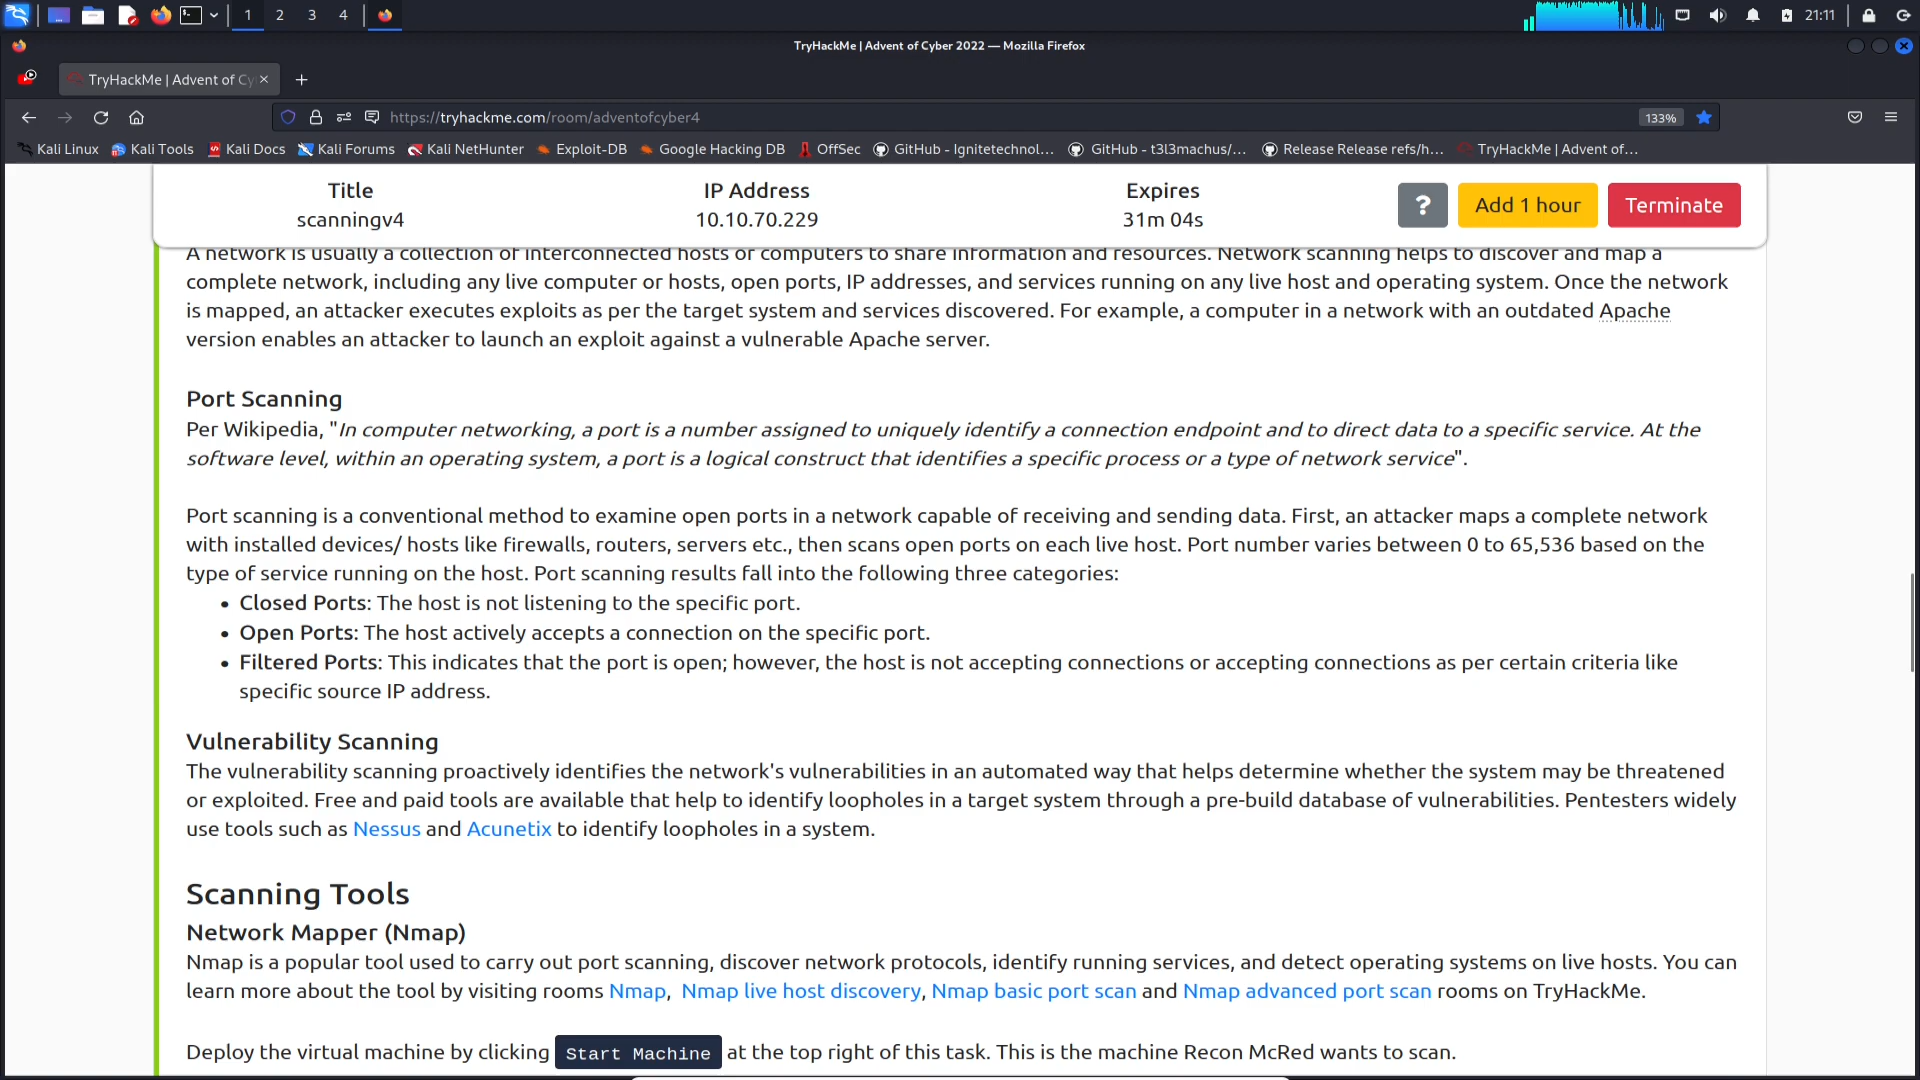 1
2
3
4
21:11
TryHackMe | Advent of Cyber 2022 — Mozilla Firefox
TryHackMe | Advent of Cy
https://tryhackme.com/room/adventofcyber4
133%
Kali Linux
Kali Tools
Kali Docs
Kali Forums
Kali NetHunter
Exploit-DB
Google Hacking DB
OffSec
GitHub - Ignitetechnol…
GitHub - t3l3machus/…
Release Release refs/h…
TryHackMe | Advent of…
Title
scanningv4
IP Address
10.10.70.229
Expires
31m 04s
?
Add 1 hour
Terminate
A network is usually a collection of interconnected hosts or computers to share information and resources. Network scanning helps to discover and map a
complete network, including any live computer or hosts, open ports, IP addresses, and services running on any live host and operating system. Once the network
is mapped, an attacker executes exploits as per the target system and services discovered. For example, a computer in a network with an outdated Apache
version enables an attacker to launch an exploit against a vulnerable Apache server.
Port Scanning
Per Wikipedia, "In computer networking, a port is a number assigned to uniquely identify a connection endpoint and to direct data to a specific service. At the
software level, within an operating system, a port is a logical construct that identifies a specific process or a type of network service".
Port scanning is a conventional method to examine open ports in a network capable of receiving and sending data. First, an attacker maps a complete network
with installed devices/ hosts like firewalls, routers, servers etc., then scans open ports on each live host. Port number varies between 0 to 65,536 based on the
type of service running on the host. Port scanning results fall into the following three categories:
• Closed Ports: The host is not listening to the specific port.
• Open Ports: The host actively accepts a connection on the specific port.
• Filtered Ports: This indicates that the port is open; however, the host is not accepting connections or accepting connections as per certain criteria like
specific source IP address.
Vulnerability Scanning
The vulnerability scanning proactively identifies the network's vulnerabilities in an automated way that helps determine whether the system may be threatened
or exploited. Free and paid tools are available that help to identify loopholes in a target system through a pre-build database of vulnerabilities. Pentesters widely
use tools such as Nessus and Acunetix to identify loopholes in a system.
Scanning Tools
Network Mapper (Nmap)
Nmap is a popular tool used to carry out port scanning, discover network protocols, identify running services, and detect operating systems on live hosts. You can
learn more about the tool by visiting rooms Nmap, Nmap live host discovery, Nmap basic port scan and Nmap advanced port scan rooms on TryHackMe.
Deploy the virtual machine by clicking Start Machine at the top right of this task. This is the machine Recon McRed wants to scan.